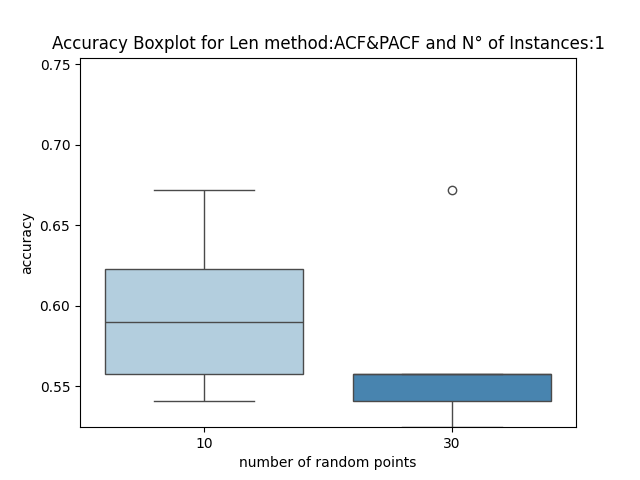 Accuracy Boxplot for Len method:ACF&PACF and N° of Instances:1
0.75
0.70
0.65
0.60
0.55
accuracy
10
30
number of random points